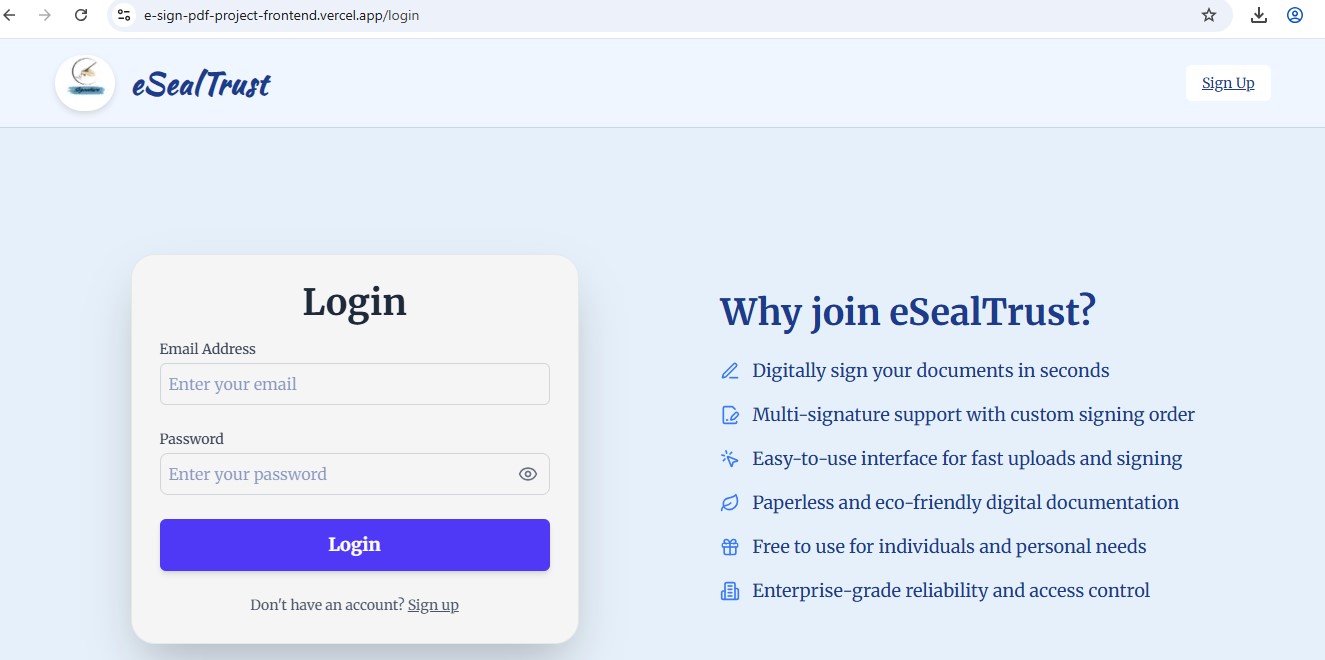 e-sign-pdf-project-frontend.vercel.app/login
eSealTrust
Sign Up
Login
Email Address
Enter your email
Password
Enter your password
Login
Don't have an account? Sign up
Why join eSealTrust?
Digitally sign your documents in seconds
Multi-signature support with custom signing order
Easy-to-use interface for fast uploads and signing
Paperless and eco-friendly digital documentation
Free to use for individuals and personal needs
Enterprise-grade reliability and access control